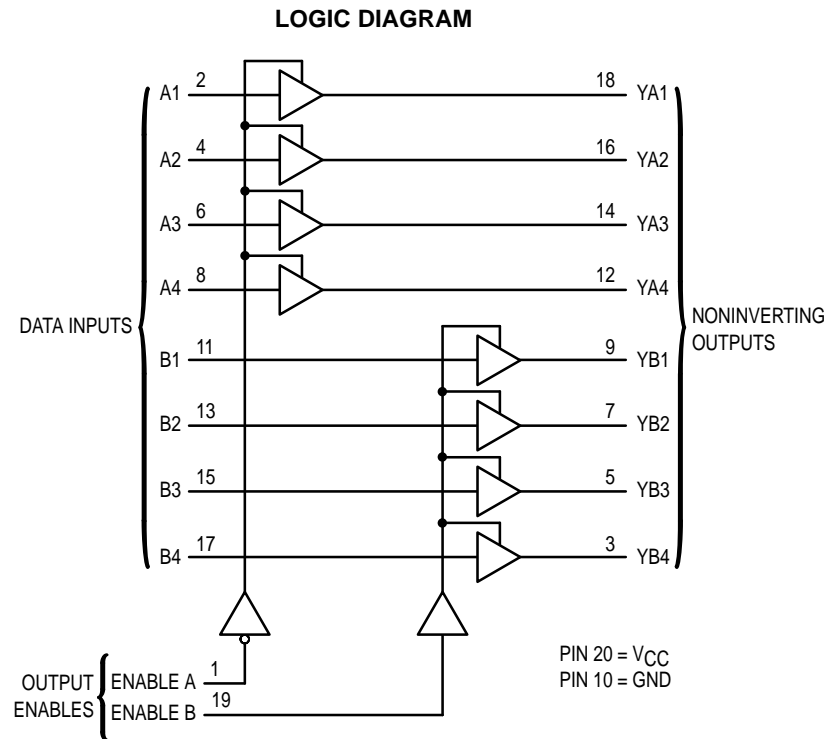 LOGIC DIAGRAM
A1 2 18 YA1
A2 4 16 YA2
A3 6 14 YA3
A4 8 12 YA4
DATA INPUTS
NONINVERTING
OUTPUTS
B1 11 9 YB1
B2 13 7 YB2
B3 15 5 YB3
B4 17 3 YB4
OUTPUT
ENABLES
ENABLE A 1
ENABLE B 19
PIN 20 = VCC
PIN 10 = GND